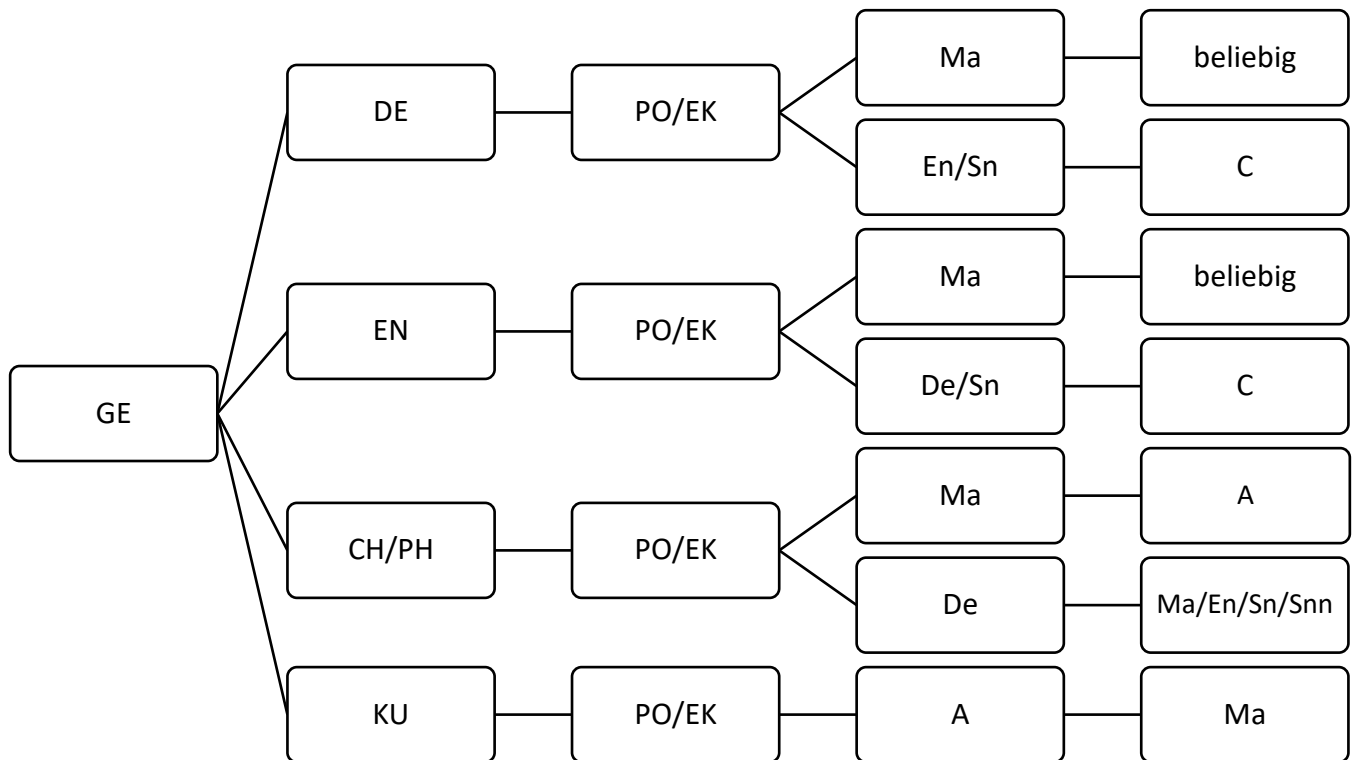 Ma
beliebig
DE
PO/EK
En/Sn
C
Ma
beliebig
EN
PO/EK
De/Sn
C
GE
Ma
A
CH/PH
PO/EK
De
Ma/En/Sn/Snn
KU
PO/EK
A
Ma